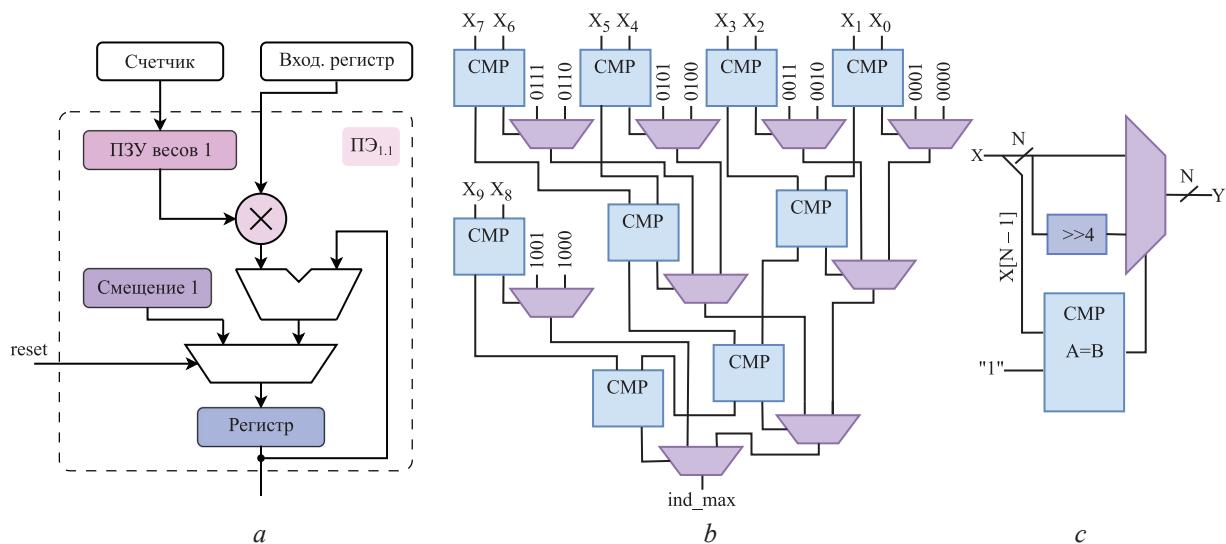 Счетчик
Вход. регистр
ПЗУ весов 1
ПЭ1.1
Смещение 1
reset
Регистр
a
X7 X6
X5 X4
X3 X2
X1 X0
CMP
CMP
CMP
CMP
0111
0110
0101
0100
0011
0010
0001
0000
X9 X8
CMP
CMP
CMP
1001
1000
CMP
CMP
ind_max
b
X
N
N
Y
>>4
X[N – 1]
CMP
A=B
"1"
c